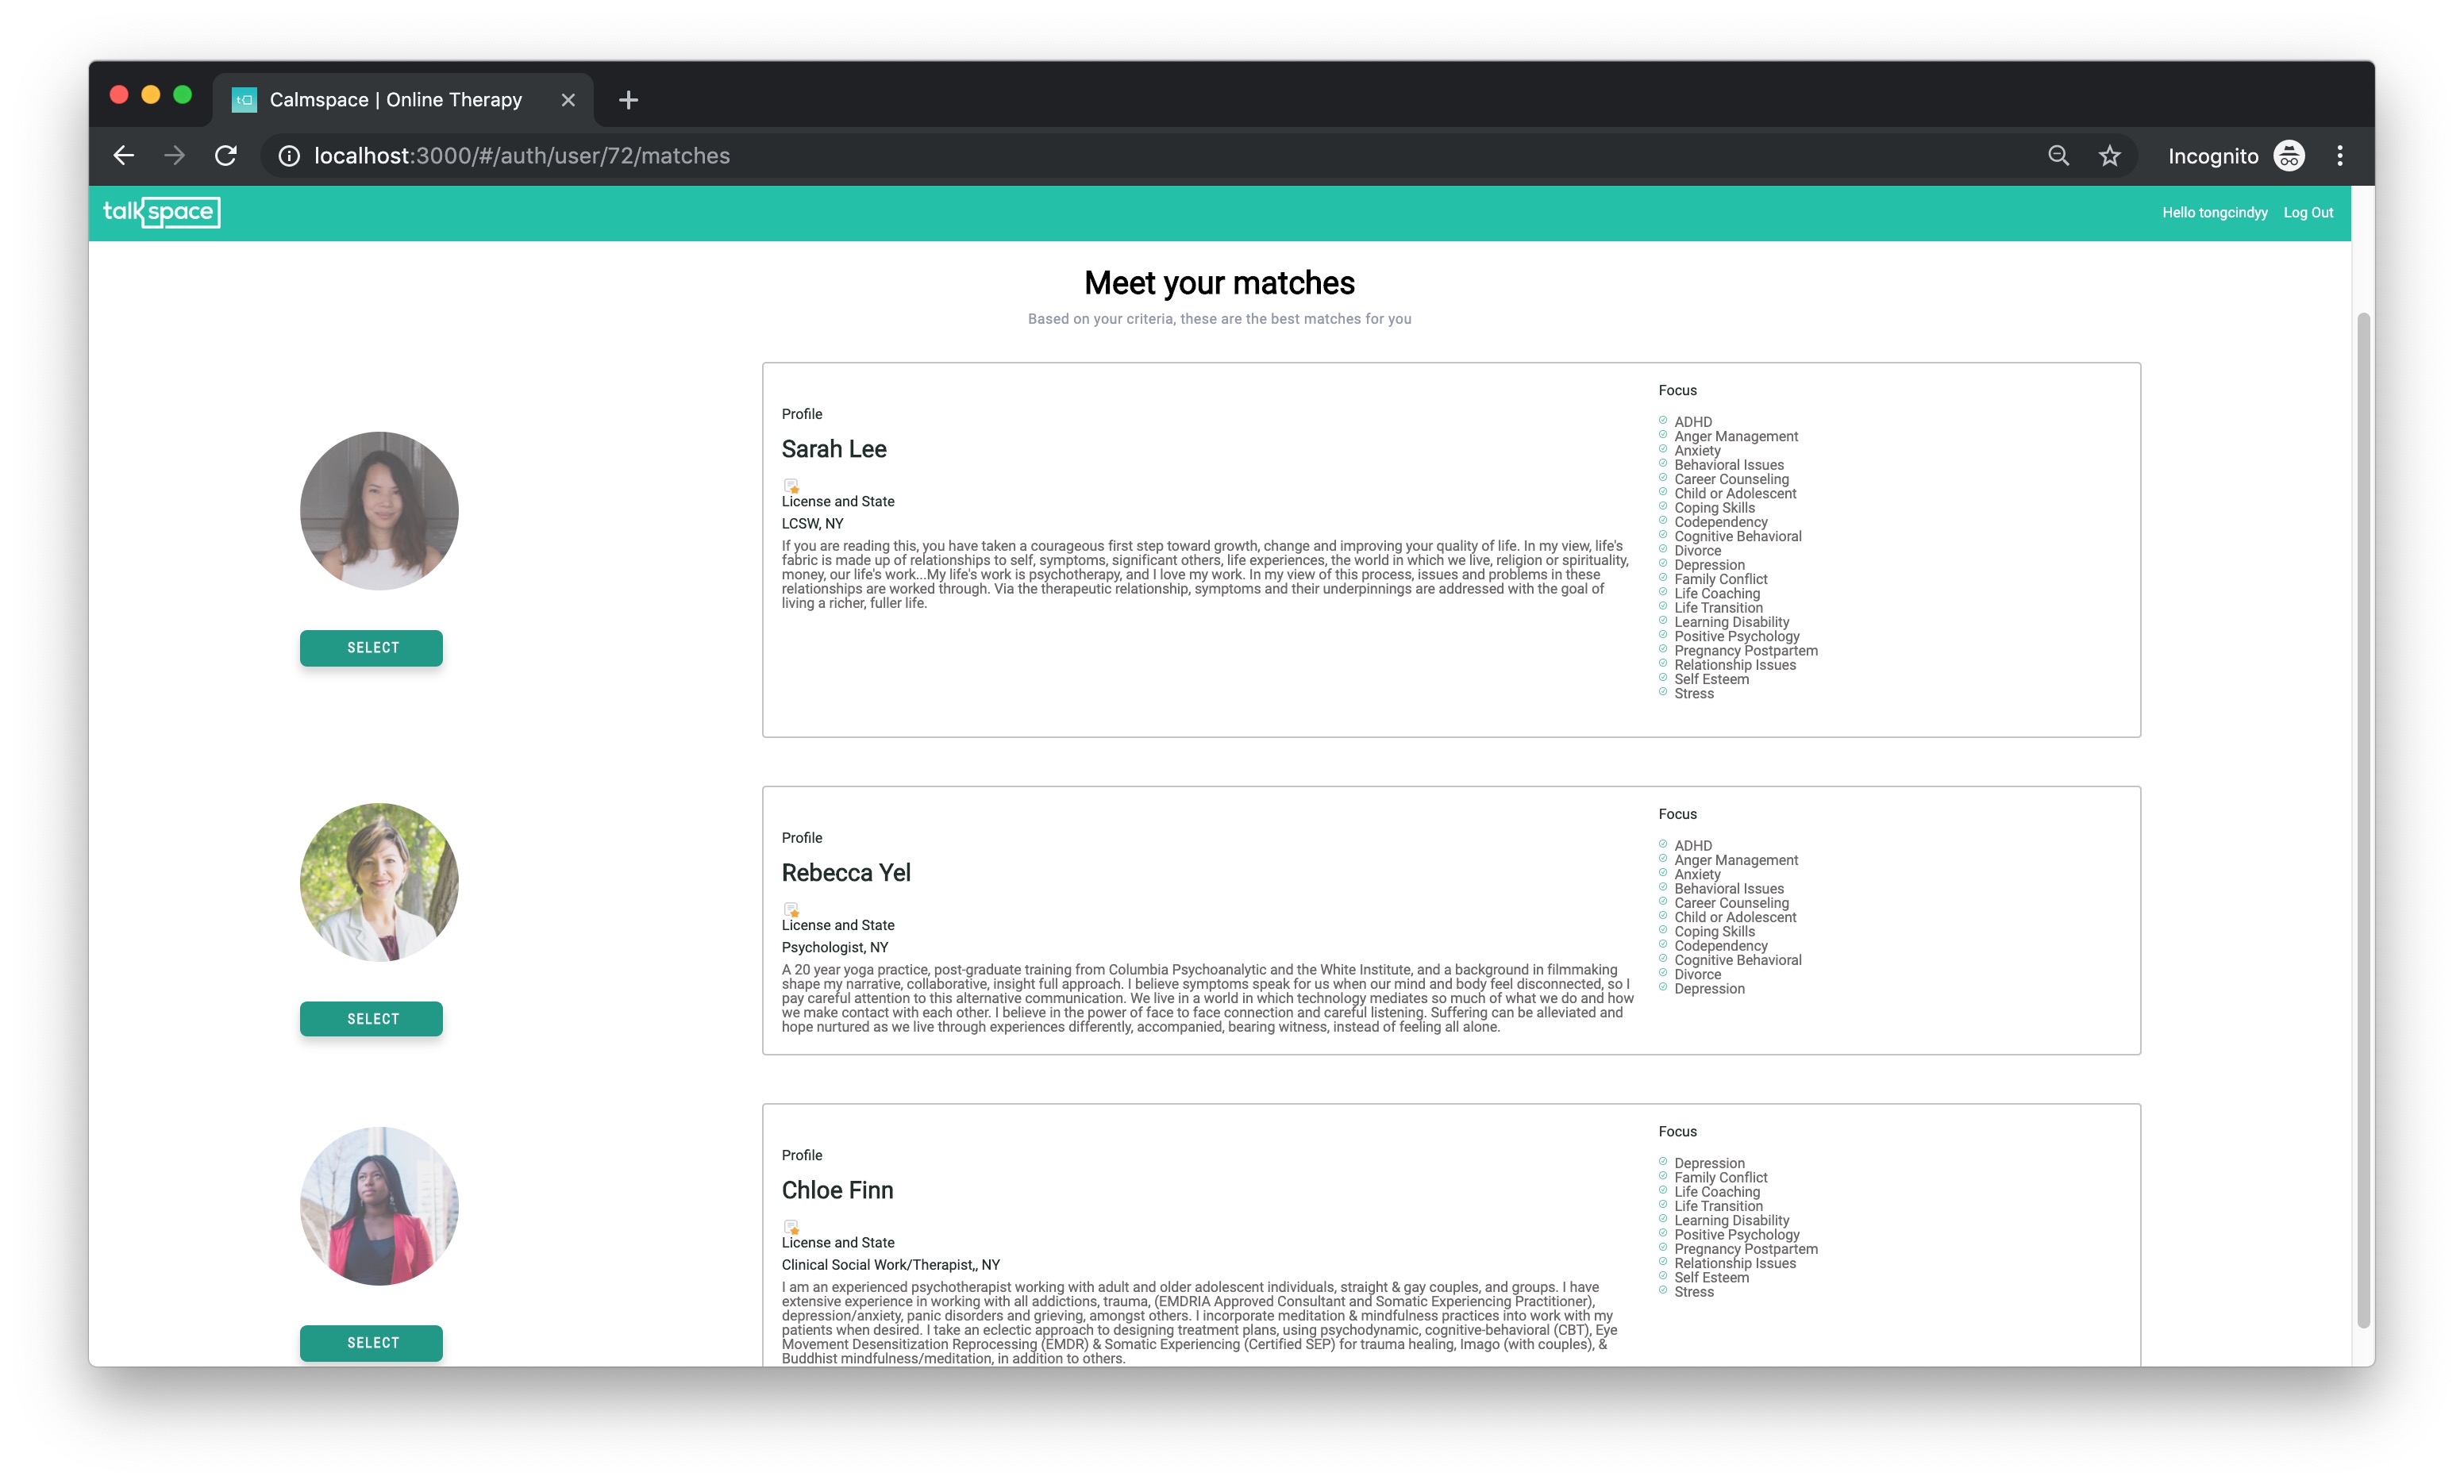 Calmspace | Online Therapy
localhost:3000/#/auth/user/72/matches
Incognito
talkspace
Hello tongcindyy
Log Out
Meet your matches
Based on your criteria, these are the best matches for you
SELECT
Profile
Sarah Lee
License and State
LCSW, NY
If you are reading this, you have taken a courageous first step toward growth, change and improving your quality of life. In my view, life's
fabric is made up of relationships to self, symptoms, significant others, life experiences, the world in which we live, religion or spirituality,
money, our life's work...My life's work is psychotherapy, and I love my work. In my view of this process, issues and problems in these
relationships are worked through. Via the therapeutic relationship, symptoms and their underpinnings are addressed with the goal of
living a richer, fuller life.
Focus
ADHD
Anger Management
Anxiety
Behavioral Issues
Career Counseling
Child or Adolescent
Coping Skills
Codependency
Cognitive Behavioral
Divorce
Depression
Family Conflict
Life Coaching
Life Transition
Learning Disability
Positive Psychology
Pregnancy Postpartem
Relationship Issues
Self Esteem
Stress
SELECT
Profile
Rebecca Yel
License and State
Psychologist, NY
A 20 year yoga practice, post-graduate training from Columbia Psychoanalytic and the White Institute, and a background in filmmaking
shape my narrative, collaborative, insight full approach. I believe symptoms speak for us when our mind and body feel disconnected, so I
pay careful attention to this alternative communication. We live in a world in which technology mediates so much of what we do and how
we make contact with each other. I believe in the power of face to face connection and careful listening. Suffering can be alleviated and
hope nurtured as we live through experiences differently, accompanied, bearing witness, instead of feeling all alone.
Focus
ADHD
Anger Management
Anxiety
Behavioral Issues
Career Counseling
Child or Adolescent
Coping Skills
Codependency
Cognitive Behavioral
Divorce
Depression
SELECT
Profile
Chloe Finn
License and State
Clinical Social Work/Therapist,, NY
I am an experienced psychotherapist working with adult and older adolescent individuals, straight & gay couples, and groups. I have
extensive experience in working with all addictions, trauma, (EMDRIA Approved Consultant and Somatic Experiencing Practitioner),
depression/anxiety, panic disorders and grieving, amongst others. I incorporate meditation & mindfulness practices into work with my
patients when desired. I take an eclectic approach to designing treatment plans, using psychodynamic, cognitive-behavioral (CBT), Eye
Movement Desensitization Reprocessing (EMDR) & Somatic Experiencing (Certified SEP) for trauma healing, Imago (with couples), &
Buddhist mindfulness/meditation, in addition to others.
Focus
Depression
Family Conflict
Life Coaching
Life Transition
Learning Disability
Positive Psychology
Pregnancy Postpartem
Relationship Issues
Self Esteem
Stress